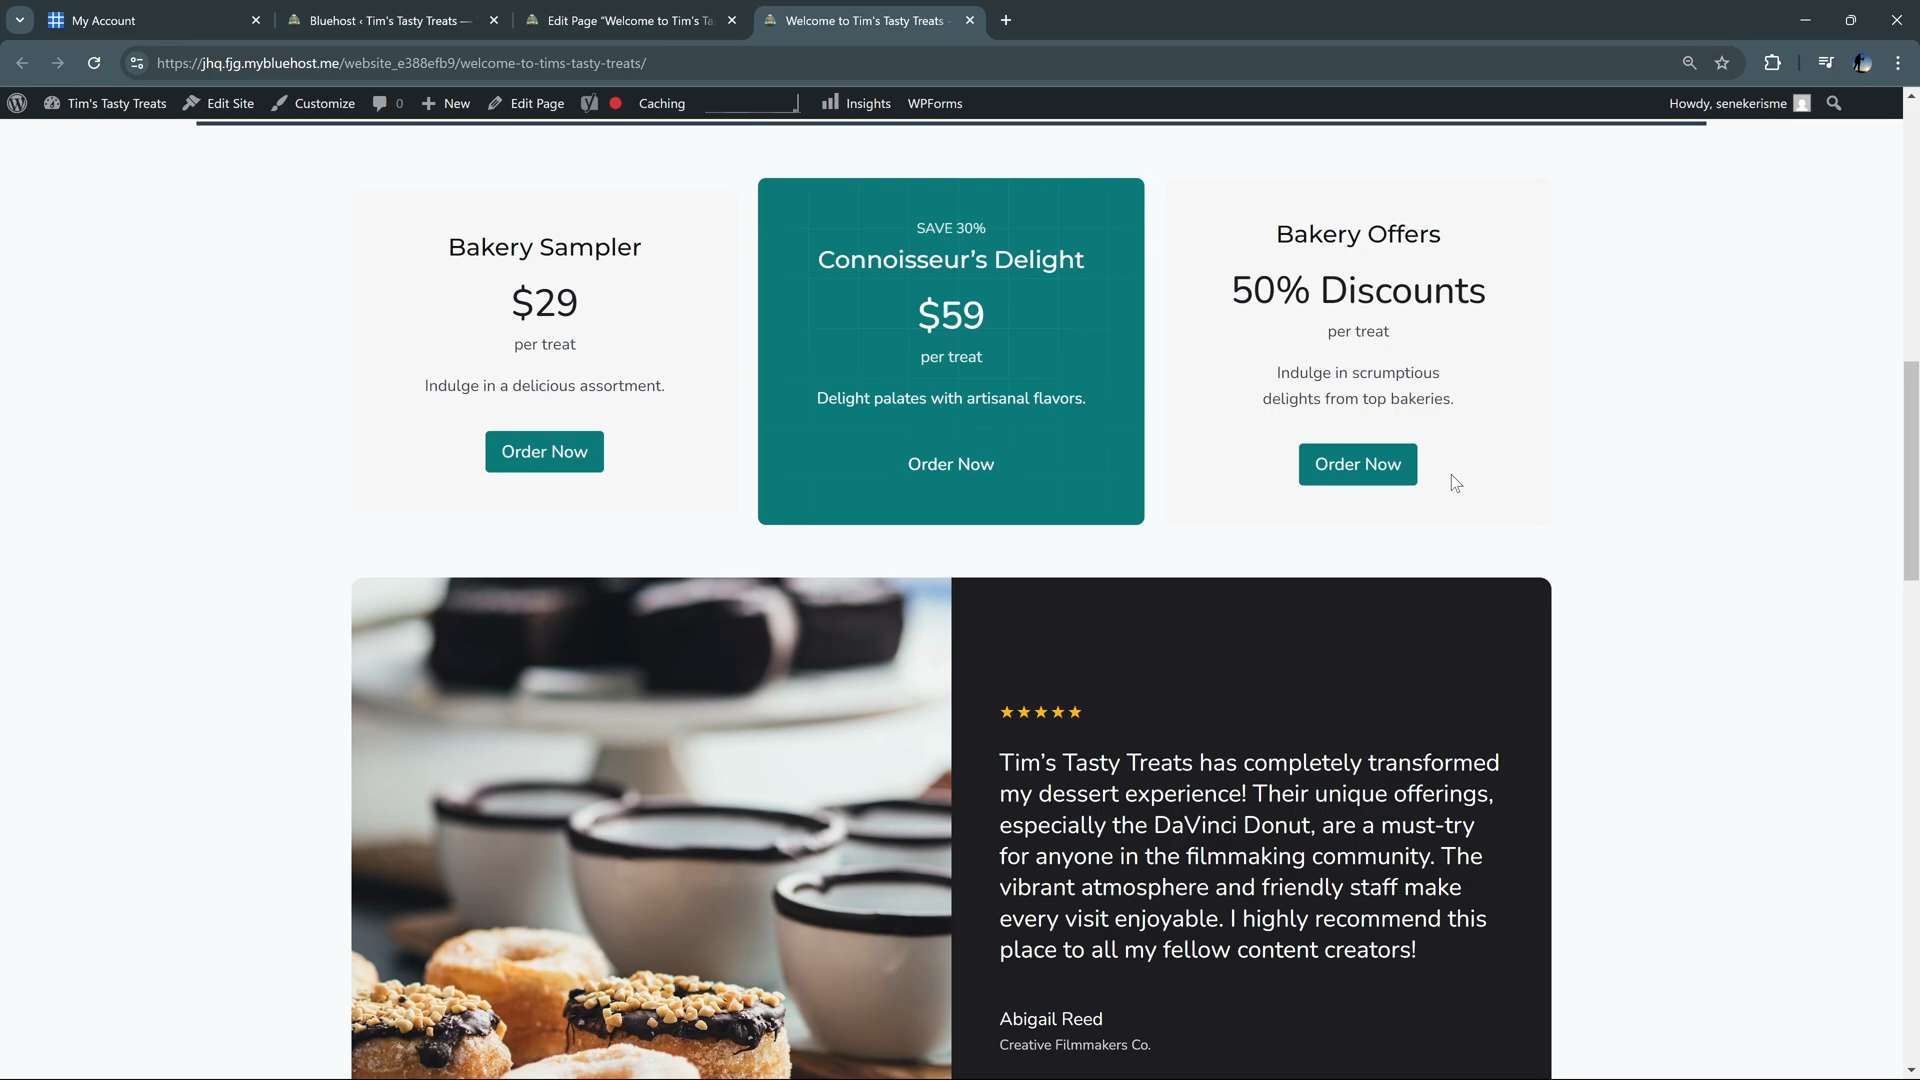 My Account
Bluehost ‹ Tim's Tasty Treats —
Edit Page "Welcome to Tim's Ta
Welcome to Tim's Tasty Treats -
https://jhq.fjg.mybluehost.me/website_e388efb9/welcome-to-tims-tasty-treats/
Tim's Tasty Treats Edit Site Customize 0 New Edit Page Caching Insights WPForms Howdy, senekerisme
Bakery Sampler
$29
per treat
Indulge in a delicious assortment.
Order Now
SAVE 30%
Connoisseur’s Delight
$59
per treat
Delight palates with artisanal flavors.
Order Now
Bakery Offers
50% Discounts
per treat
Indulge in scrumptious
delights from top bakeries.
Order Now
★★★★★
Tim’s Tasty Treats has completely transformed
my dessert experience! Their unique offerings,
especially the DaVinci Donut, are a must-try
for anyone in the filmmaking community. The
vibrant atmosphere and friendly staff make
every visit enjoyable. I highly recommend this
place to all my fellow content creators!
Abigail Reed
Creative Filmmakers Co.